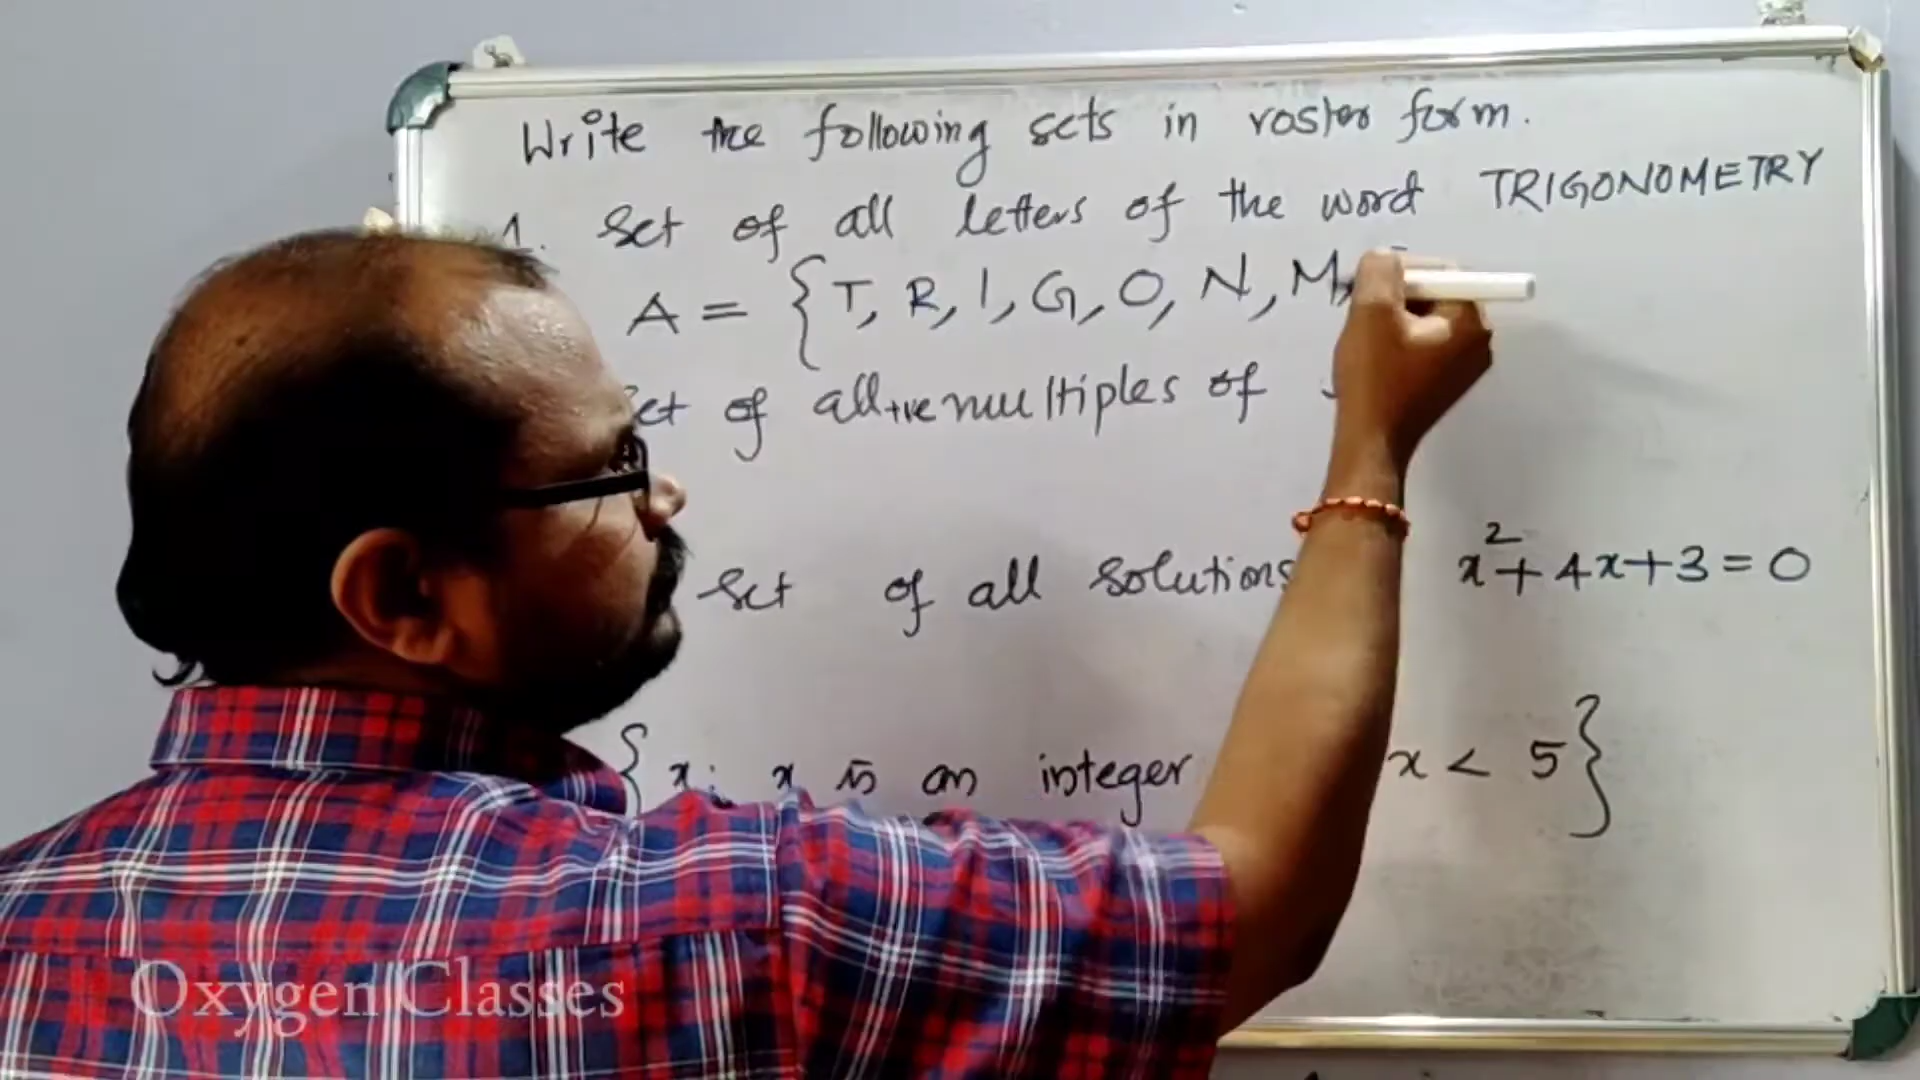 Write the following sets in roster form.
1. Set of all letters of the word TRIGONOMETRY
A = { T, R, I, G, O, N, M,
of all +ve multiples of
Set of all solutions x²+4x+3=0
{ x: x is an integer x < 5 }
Oxygen Classes